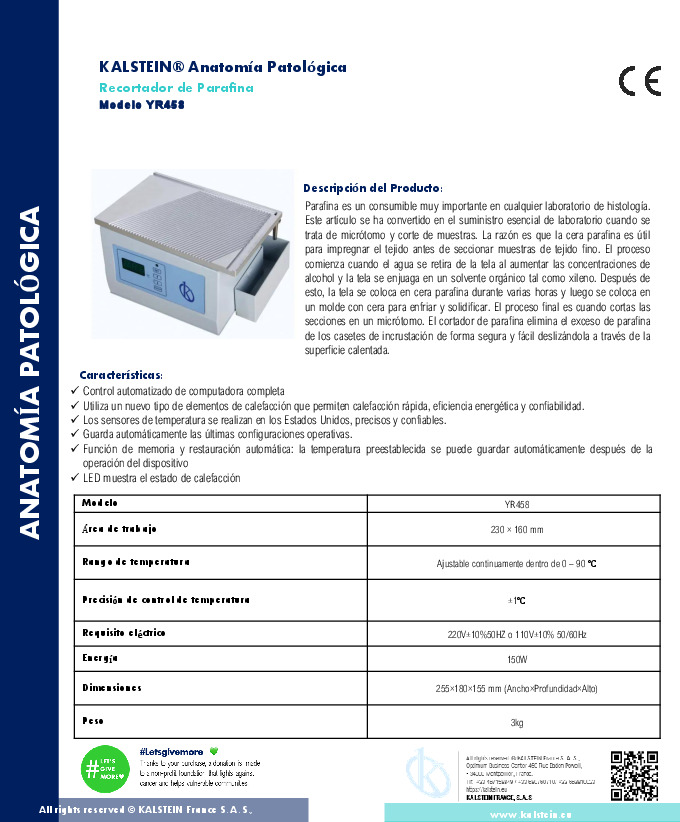 KALSTEIN® Anatomía Patológica
Recortador de Parafina
Modelo YR458
CE
ANATOMÍA PATOLÓGICA
Descripción del Producto:
Parafina es un consumible muy importante en cualquier laboratorio de histología.
Este artículo se ha convertido en el suministro esencial de laboratorio cuando se
trata de micrótomo y corte de muestras. La razón es que la cera parafina es útil
para impregnar el tejido antes de seccionar muestras de tejido fino. El proceso
comienza cuando el agua se retira de la tela al aumentar las concentraciones de
alcohol y la tela se enjuaga en un solvente orgánico tal como xileno. Después de
esto, la tela se coloca en cera parafina durante varias horas y luego se coloca en
un molde con cera para enfriar y solidificar. El proceso final es cuando cortas las
secciones en un micrótomo. El cortador de parafina elimina el exceso de parafina
de los casetes de incrustación de forma segura y fácil deslizándola a través de la
superficie calentada.
Características:
✓ Control automatizado de computadora completa
✓ Utiliza un nuevo tipo de elementos de calefacción que permiten calefacción rápida, eficiencia energética y confiabilidad.
✓ Los sensores de temperatura se realizan en los Estados Unidos, precisos y confiables.
✓ Guarda automáticamente las últimas configuraciones operativas.
✓ Función de memoria y restauración automática: la temperatura preestablecida se puede guardar automáticamente después de la
operación del dispositivo
✓ LED muestra el estado de calefacción
Modelo YR458
Área de trabajo 230 × 160 mm
Rango de temperatura Ajustable continuamente dentro de 0 – 90 ℃
Precisión de control de temperatura ±1℃
Requisito eléctrico 220V±10%50HZ o 110V±10% 50/60Hz
Energía 150W
Dimensiones 255×180×155 mm (Ancho×Profundidad×Alto)
Peso 3kg
#LET'S
GIVE
MORE
#Letsgivemore
Thanks to your purchase, a donation is made
to a non-profit foundation that fights against
cancer and helps vulnerable communities
All rights reserved © KALSTEIN France S. A. S.,
https://kalstein.eu
KALSTEIN FRANCE, S.A.S
All rights reserved © KALSTEIN France S.A.S.,
www.kalstein.eu